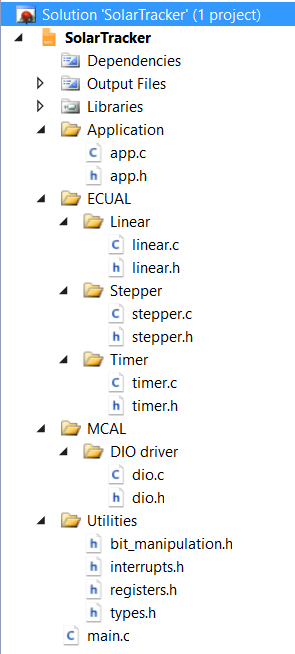 Solution 'SolarTracker' (1 project)
SolarTracker
Dependencies
Output Files
Libraries
Application
c app.c
h app.h
ECUAL
Linear
c linear.c
h linear.h
Stepper
c stepper.c
h stepper.h
Timer
c timer.c
h timer.h
MCAL
DIO driver
c dio.c
h dio.h
Utilities
h bit_manipulation.h
h interrupts.h
h registers.h
h types.h
c main.c